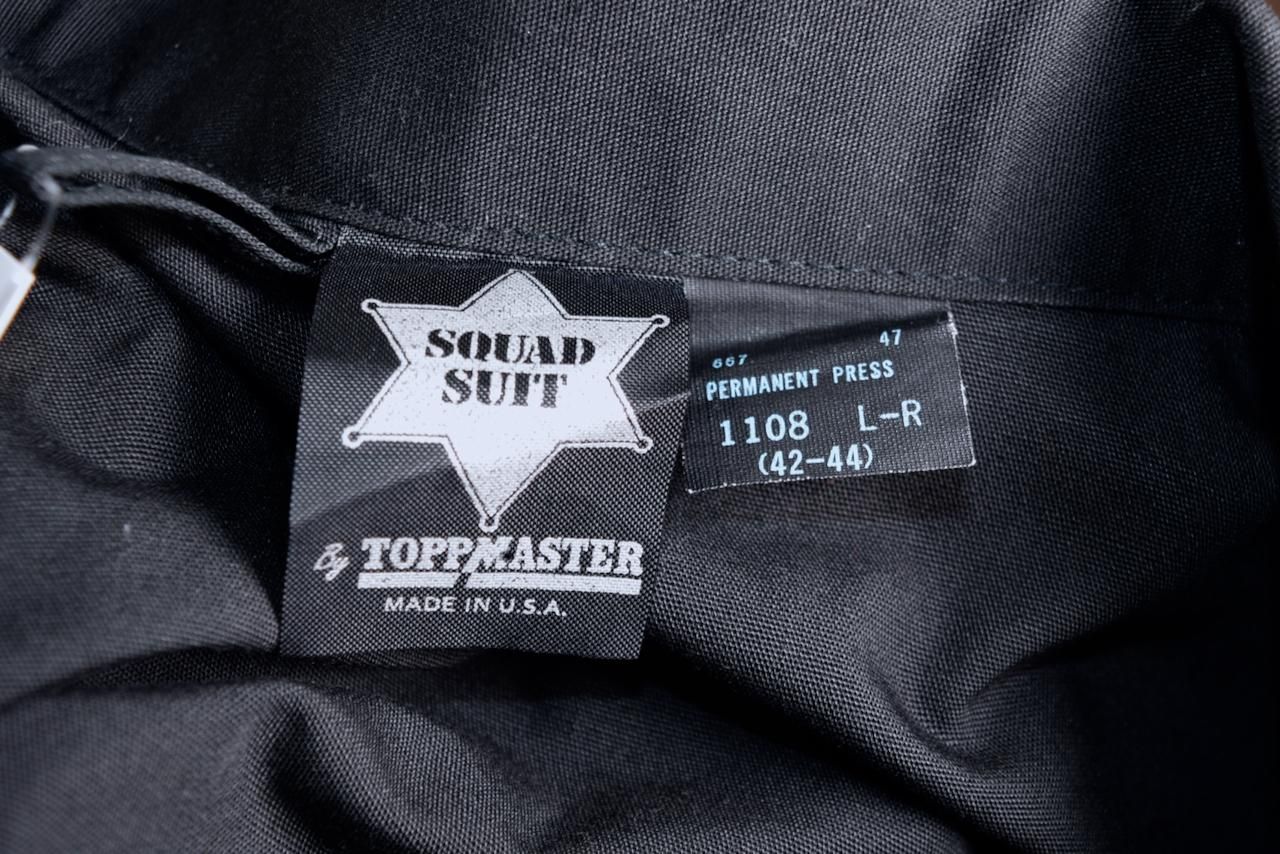 SQUAD
SUIT
By TOPPMASTER
MADE IN U.S.A.
667 47
PERMANENT PRESS
1108 L-R
(42-44)